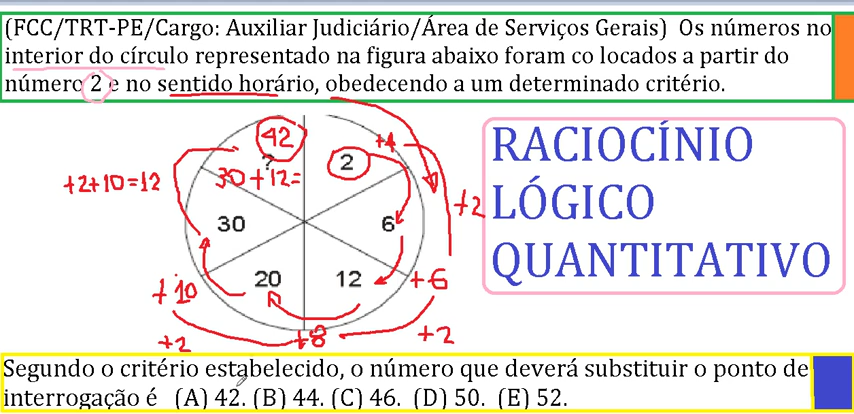 (FCC/TRT-PE/Cargo: Auxiliar Judiciário/Área de Serviços Gerais) Os números no
interior do círculo representado na figura abaixo foram co locados a partir do
número 2 e no sentido horário, obedecendo a um determinado critério.
42
+4
?
2
RACIOCÍNIO
+2+10=12
30+12=
+2
LÓGICO
30
6
QUANTITATIVO
20
12
+6
+10
+2
+8
+2
Segundo o critério estabelecido, o número que deverá substituir o ponto de
interrogação é (A) 42. (B) 44. (C) 46. (D) 50. (E) 52.